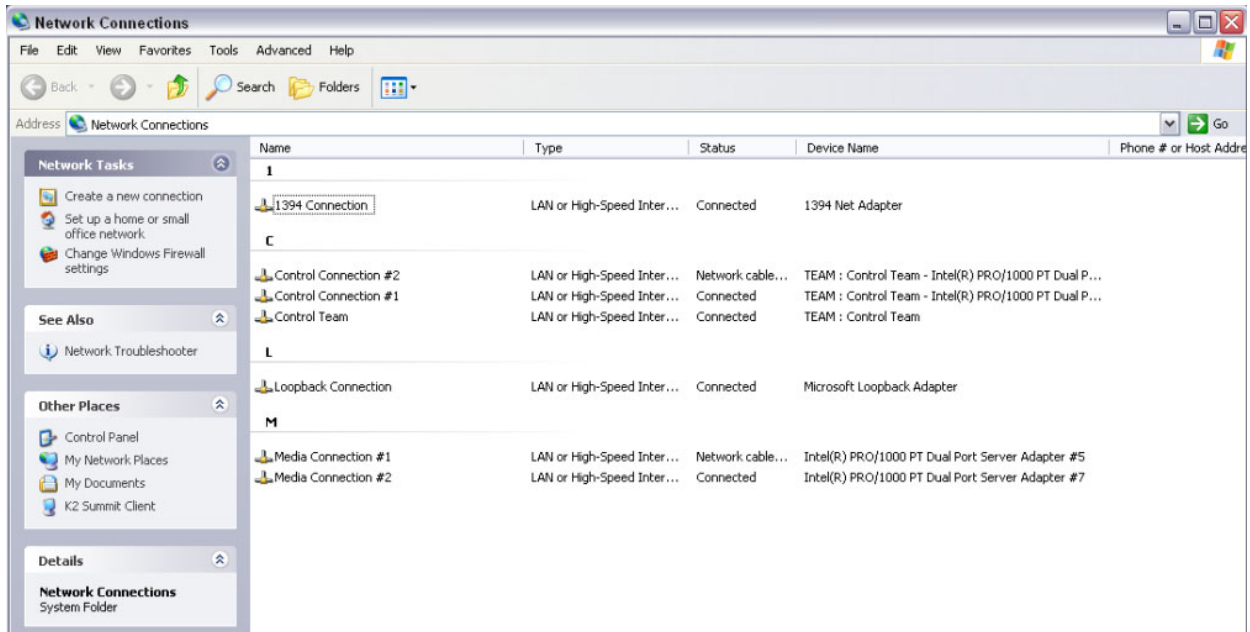 Network Connections
File Edit View Favorites Tools Advanced Help
Back Search Folders
Address Network Connections Go
Name Type Status Device Name Phone # or Host Addre
Network Tasks
Create a new connection
Set up a home or small
office network
Change Windows Firewall
settings
See Also
Network Troubleshooter
Other Places
Control Panel
My Network Places
My Documents
K2 Summit Client
Details
Network Connections
System Folder
1
1394 Connection LAN or High-Speed Inter... Connected 1394 Net Adapter
C
Control Connection #2 LAN or High-Speed Inter... Network cable... TEAM : Control Team - Intel(R) PRO/1000 PT Dual P...
Control Connection #1 LAN or High-Speed Inter... Connected TEAM : Control Team - Intel(R) PRO/1000 PT Dual P...
Control Team LAN or High-Speed Inter... Connected TEAM : Control Team
L
Loopback Connection LAN or High-Speed Inter... Connected Microsoft Loopback Adapter
M
Media Connection #1 LAN or High-Speed Inter... Network cable... Intel(R) PRO/1000 PT Dual Port Server Adapter #5
Media Connection #2 LAN or High-Speed Inter... Connected Intel(R) PRO/1000 PT Dual Port Server Adapter #7